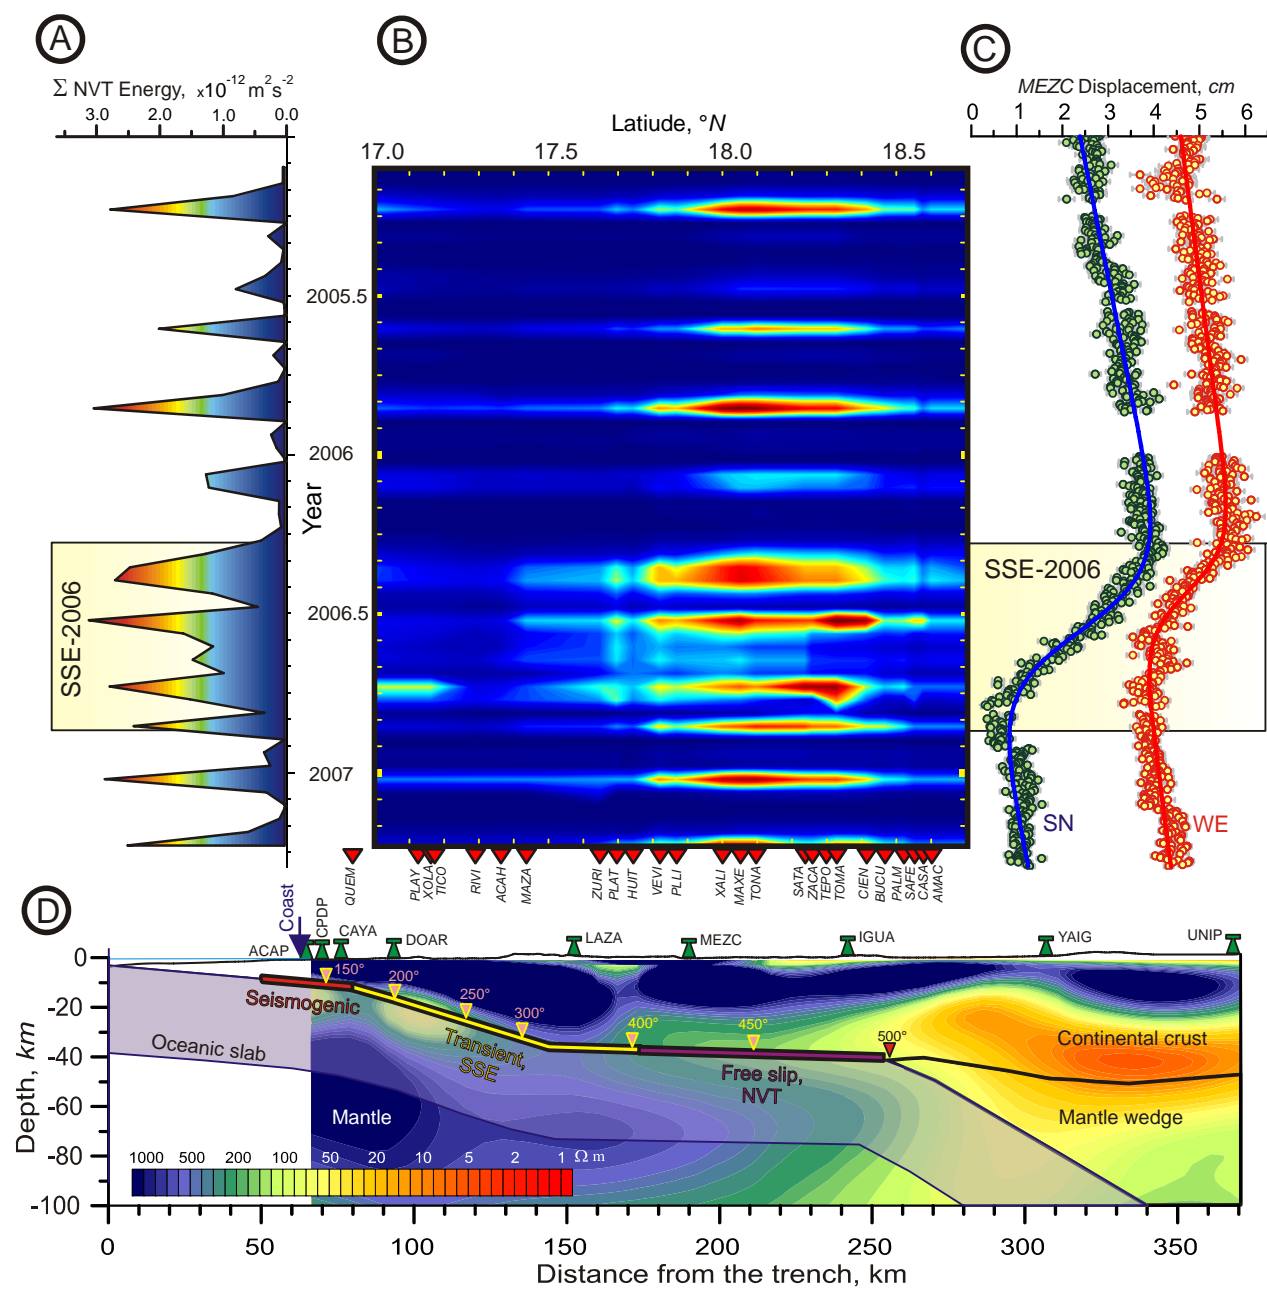 A
B
C
Σ NVT Energy, x10-12 m2s-2
3.0 2.0 1.0 0.0
Latiude, °N
17.0 17.5 18.0 18.5
MEZC Displacement, cm
0 1 2 3 4 5 6
2005.5
2006
Year
2006.5
2007
SSE-2006
SSE-2006
SN
WE
QUEM
PLAY
XOLA
TICO
RIVI
ACAH
MAZA
ZURI
PLAT
HUIT
VEVI
PLLI
XALI
MAXE
TONA
SATA
ZACA
TEPO
TOMA
CIEN
BUCU
PALM
SAFE
CASA
AMAC
D
Coast
ACAP
CPDP
CAYA
DOAR
LAZA
MEZC
IGUA
YAIG
UNIP
0
-20
-40
-60
-80
-100
Depth, km
150°
200°
250°
300°
400°
450°
500°
Seismogenic
Transient,
SSE
Free slip,
NVT
Oceanic slab
Mantle
Continental crust
Mantle wedge
1000 500 200 100 50 20 10 5 2 1 Ω m
0 50 100 150 200 250 300 350
Distance from the trench, km